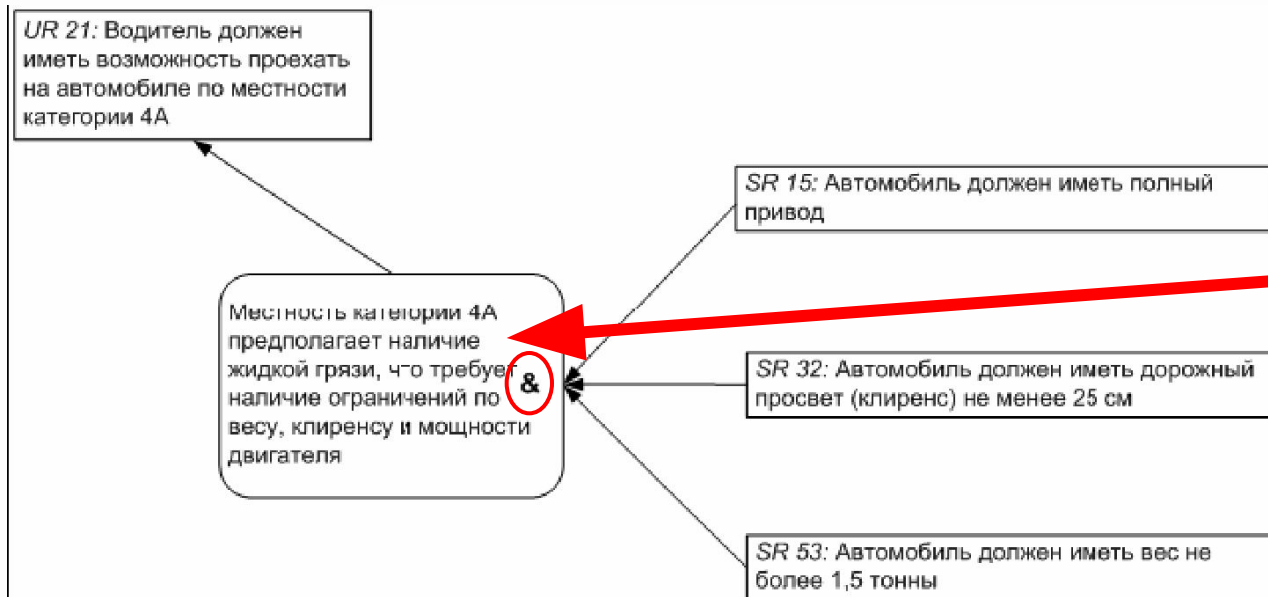 UR 21: Водитель должен
иметь возможность проехать
на автомобиле по местности
категории 4А
SR 15: Автомобиль должен иметь полный
привод
Местность категории 4А
предполагает наличие
жидкой грязи, что требует
наличие ограничений по
весу, клиренсу и мощности
двигателя
&
SR 32: Автомобиль должен иметь дорожный
просвет (клиренс) не менее 25 см
SR 53: Автомобиль должен иметь вес не
более 1,5 тонны